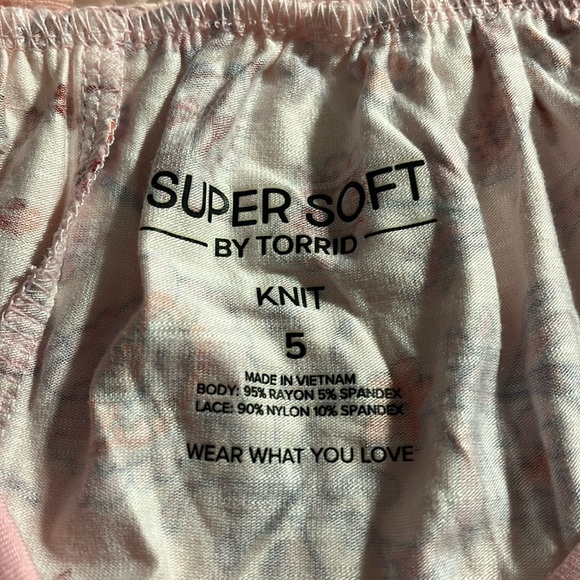 SUPER SOFT
BY TORRID
KNIT
5
MADE IN VIETNAM
BODY: 95% RAYON 5% SPANDEX
LACE: 90% NYLON 10% SPANDEX
WEAR WHAT YOU LOVE